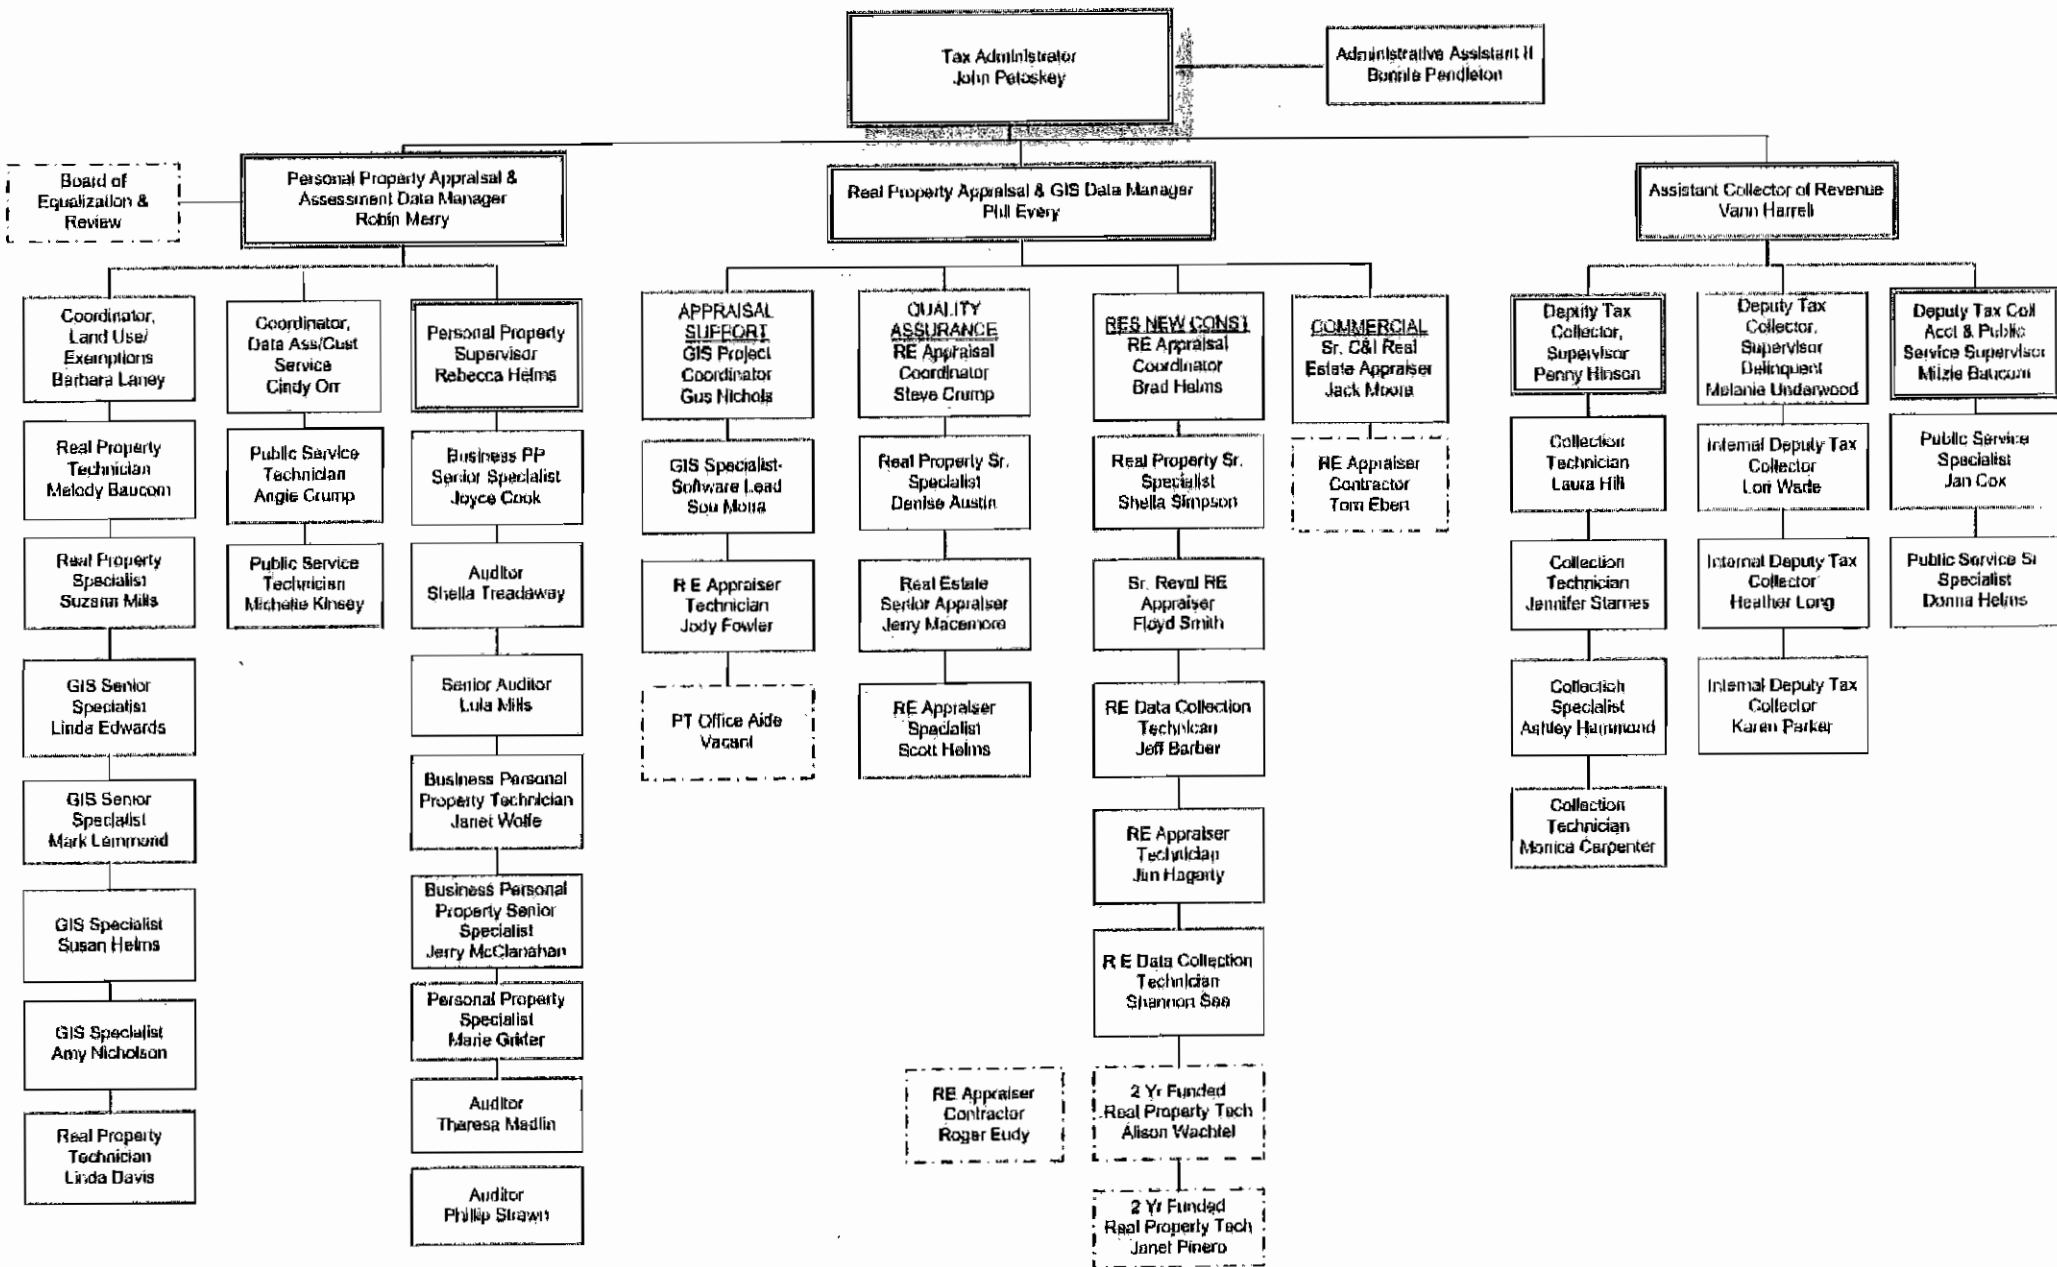 Tax Administrator
John Petoskey
Administrative Assistant II
Bonnie Pendleton
Board of
Equalization &
Review
Personal Property Appraisal &
Assessment Data Manager
Robin Merry
Real Property Appraisal & GIS Data Manager
Phil Every
Assistant Collector of Revenue
Vann Harrell
Coordinator,
Land Use/
Exemptions
Barbara Laney
Real Property
Technician
Melody Baucom
Real Property
Specialist
Suzann Mills
GIS Senior
Specialist
Linda Edwards
GIS Senior
Specialist
Mark Lemmond
GIS Specialist
Susan Helms
GIS Specialist
Amy Nicholson
Real Property
Technician
Linda Davis
Coordinator,
Data Ass/Cust
Service
Cindy Orr
Public Service
Technician
Angie Crump
Public Service
Technician
Michelle Kinsey
Personal Property
Supervisor
Rebecca Helms
Business PP
Senior Specialist
Joyce Cook
Auditor
Shella Treadaway
Senior Auditor
Lula Mills
Business Personal
Property Technician
Janet Wolfe
Business Personal
Property Senior
Specialist
Jerry McClanahan
Personal Property
Specialist
Marie
Auditor
Theresa Madlin
Auditor
Phillip Strawn
APPRAISAL
SUPPORT
GIS Project
Coordinator
Gus Nichols
GIS Specialist-
Software Lead
R E Appraiser
Technician
Jody Fowler
PT Office Aide
Vacant
QUALITY
ASSURANCE
RE Appraisal
Coordinator
Steve Crump
Real Property Sr.
Specialist
Denise Austin
Real Estate
Senior Appraiser
Jerry Macemore
RE Appraiser
Specialist
Scott Helms
RE Appraiser
Contractor
Roger Eudy
RES NEW CONST
RE Appraisal
Coordinator
Brad Helms
Real Property Sr.
Specialist
Shella Simpson
Sr. Reval RE
Appraiser
Floyd Smith
RE Data Collection
Technican
Jeff Barber
RE Appraiser
Technician
Jim Hagarty
R E Data Collection
Technician
Shannon See
2 Yr Funded
Real Property Tech
Alison Wachtel
2 Yr Funded
Real Property Tech
Janet Pinero
COMMERCIAL
Sr. C&I Real
Estate Appraiser
Jack Moore
RE Appraiser
Contractor
Tom Ebert
Deputy Tax
Collector,
Supervisor
Penny Hinson
Collection
Technician
Laura Hill
Collection
Technician
Jennifer Starnes
Collection
Specialist
Ashley Hammond
Collection
Technician
Monica Carpenter
Deputy Tax
Collector,
Supervisor
Delinquent
Melanie Underwood
Internal Deputy Tax
Collector
Lori Wade
Internal Deputy Tax
Collector
Heather Long
Internal Deputy Tax
Collector
Karen Parker
Deputy Tax Coll
Acct & Public
Service Supervisor
Mitzie Baucom
Public Service
Specialist
Jan Cox
Public Service Sr
Specialist
Donna Helms